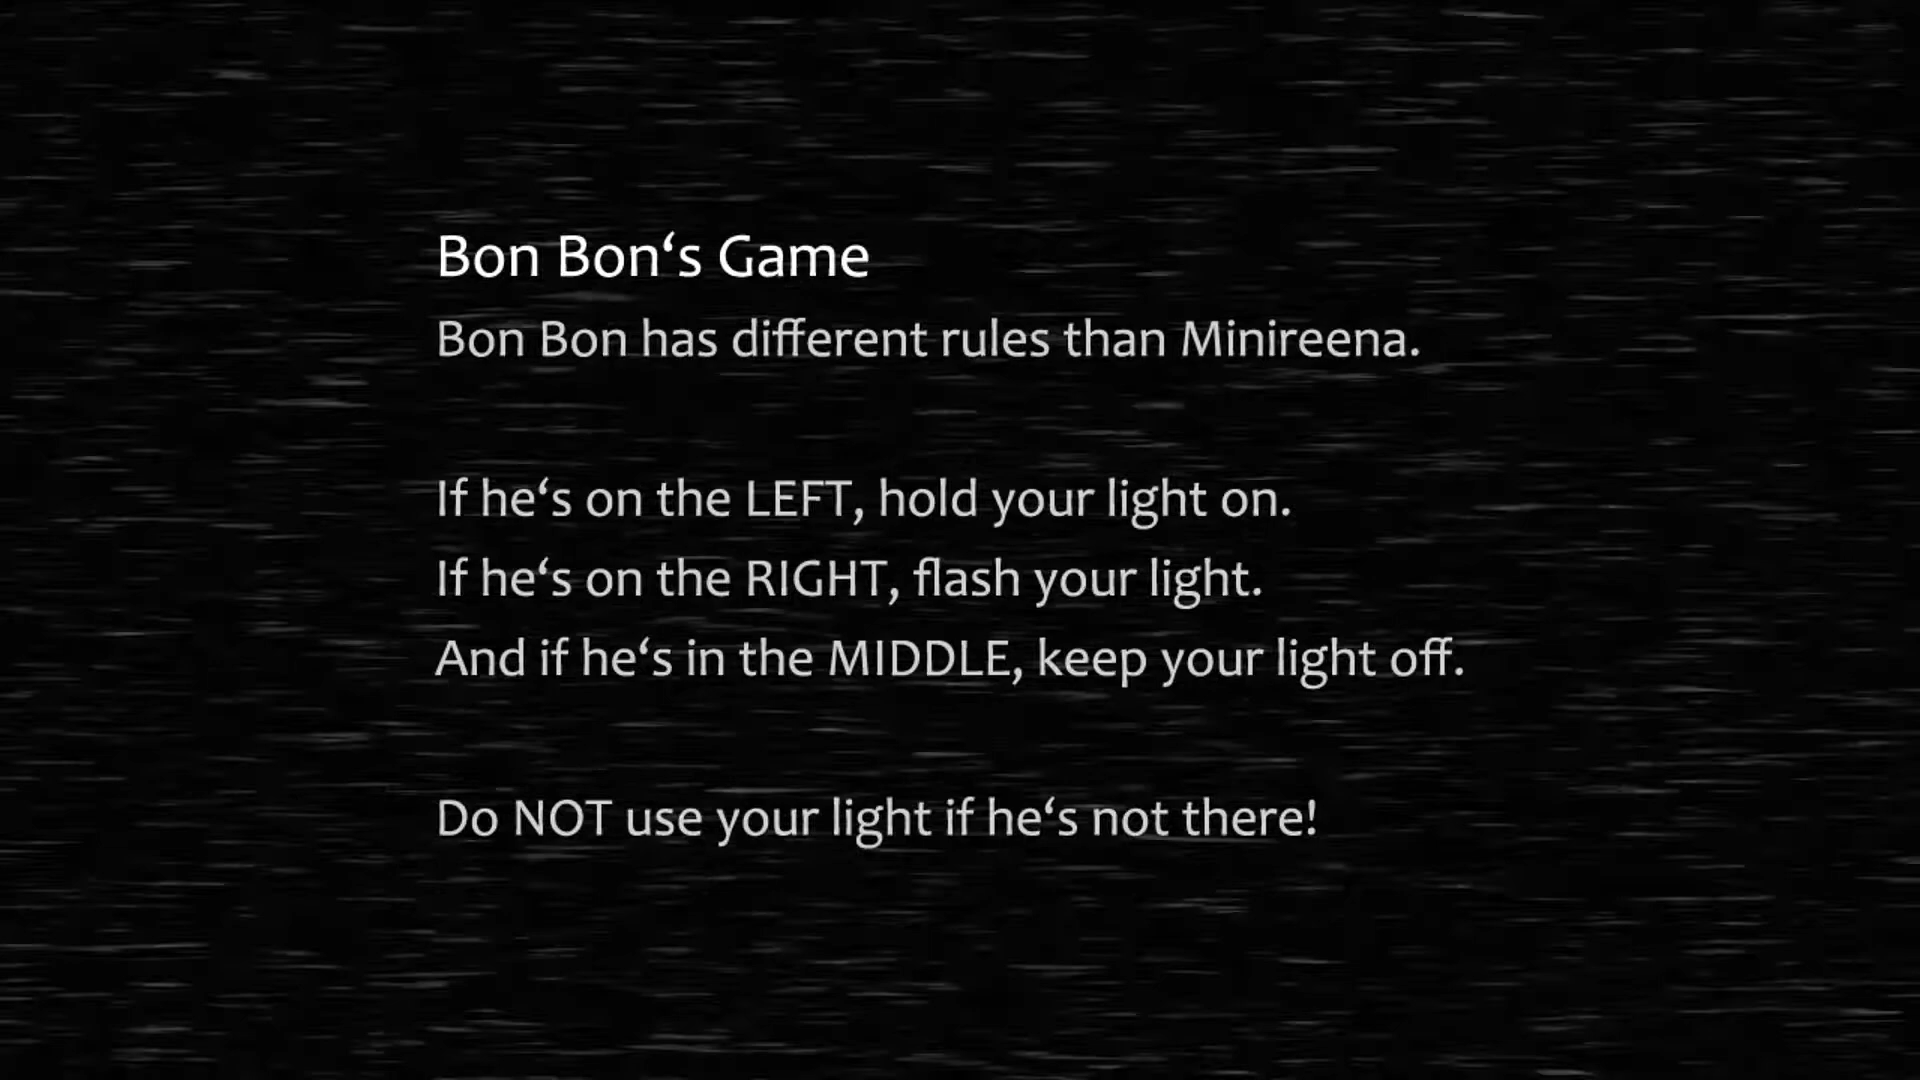 Bon Bon‘s Game
Bon Bon has different rules than Minireena.
If he‘s on the LEFT, hold your light on.
If he‘s on the RIGHT, flash your light.
And if he‘s in the MIDDLE, keep your light off.
Do NOT use your light if he‘s not there!